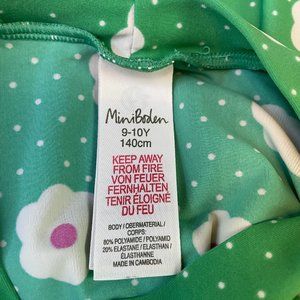 MiniBoden
9-10Y
140cm
KEEP AWAY
FROM FIRE
VON FEUER
FERNHALTEN
TENIR ÉLOIGNÉ
DU FEU
BODY / OBERMATERIAL /
CORPS:
80% POLYAMIDE / POLYAMID
20% ELASTANE / ELASTHAN /
ÉLASTHANNE
MADE IN CAMBODIA